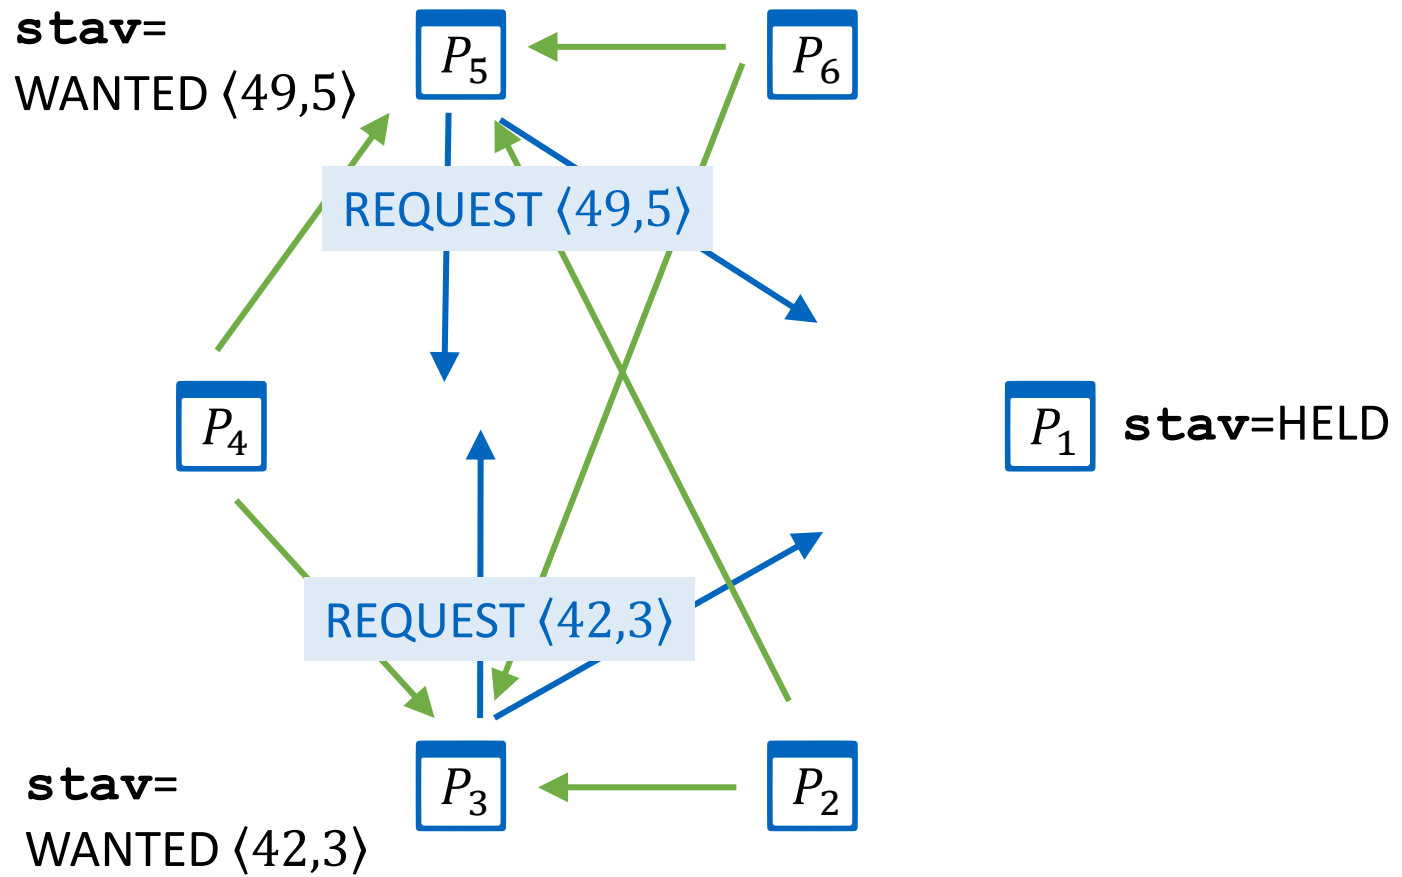 stav=
WANTED ⟨49,5⟩
P₅
P₆
REQUEST ⟨49,5⟩
P₄
P₁
stav=HELD
REQUEST ⟨42,3⟩
stav=
WANTED ⟨42,3⟩
P₃
P₂